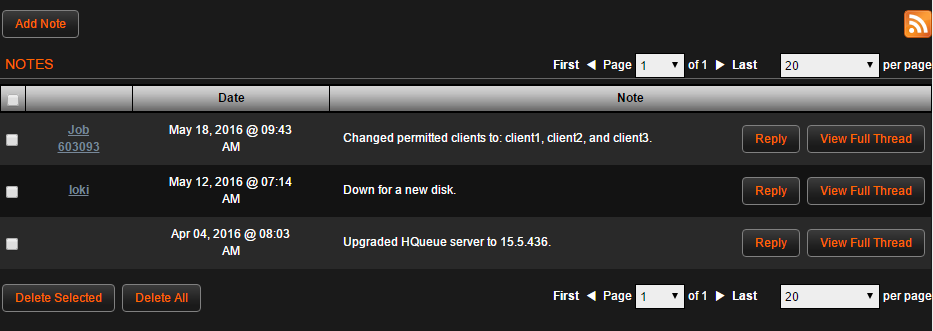 Add Note
NOTES First Page 1 of 1 Last 20 per page
Date Note
Job
603093
May 18, 2016 @ 09:43
AM
Changed permitted clients to: client1, client2, and client3.
Reply View Full Thread
loki
May 12, 2016 @ 07:14
AM
Down for a new disk.
Reply View Full Thread
Apr 04, 2016 @ 08:03
AM
Upgraded HQueue server to 15.5.436.
Reply View Full Thread
Delete Selected Delete All First Page 1 of 1 Last 20 per page